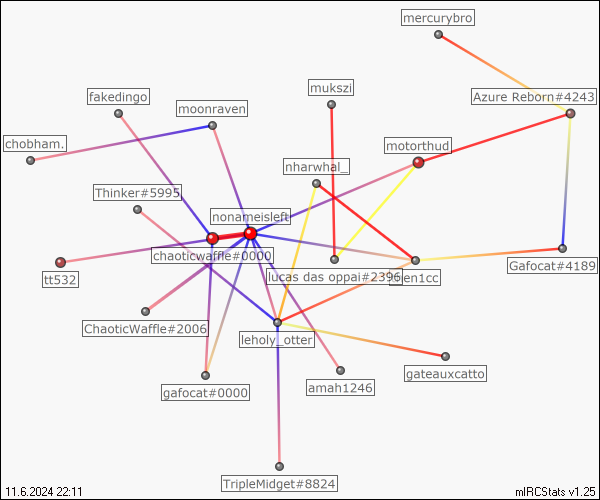 mercurybro
fakedingo
mukszi
Azure Reborn#4243
moonraven
chobham.
motorthud
nharwhal_
Thinker#5995
nonameisleft
chaoticwaffle#0000
tt532
lucas das oppai#2396
en1cc
Gafocat#4189
ChaoticWaffle#2006
leholy_otter
gafocat#0000
amah1246
gateauxcatto
TripleMidget#8824
11.6.2024 22:11
mIRCStats v1.25